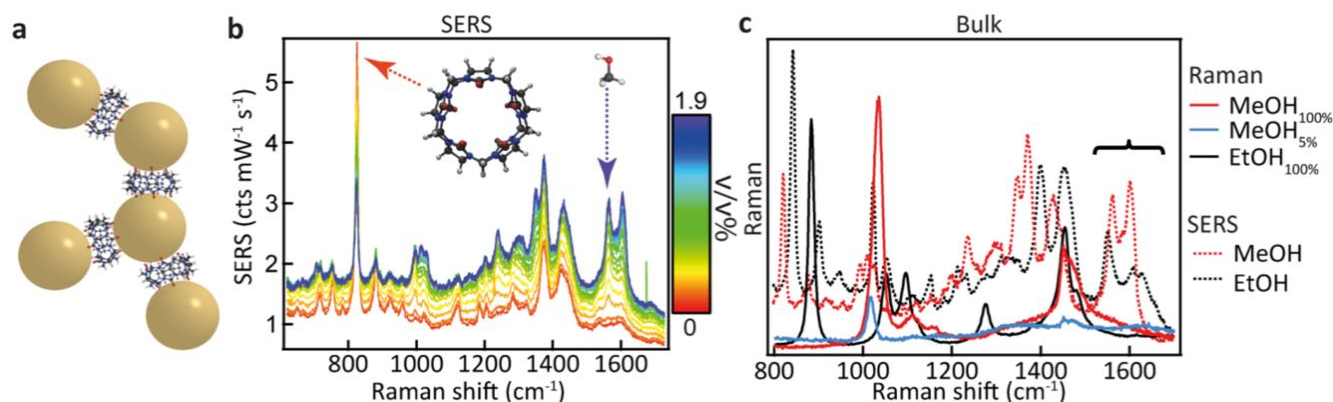 a
b
SERS
SERS (cts mW⁻¹ s⁻¹)
5
4
3
2
1
800 1000 1200 1400 1600
Raman shift (cm⁻¹)
1.9
v/v%
0
c
Bulk
Raman
800 1000 1200 1400 1600
Raman shift (cm⁻¹)
Raman
MeOH100%
MeOH5%
EtOH100%
SERS
MeOH
EtOH